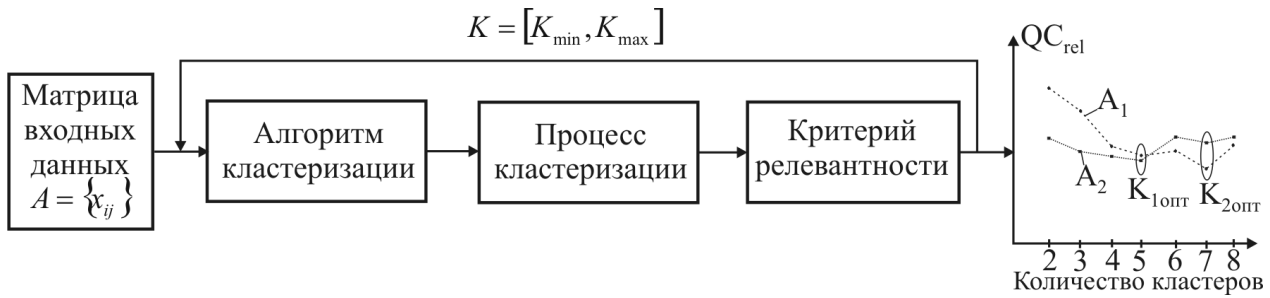 K = [K_min, K_max]
Матрица
входных
данных
A = {x_ij}
Алгоритм
кластеризации
Процесс
кластеризации
Критерий
релевантности
QC_rel
A_1
A_2
K_1опт
K_2опт
2 3 4 5 6 7 8
Количество кластеров